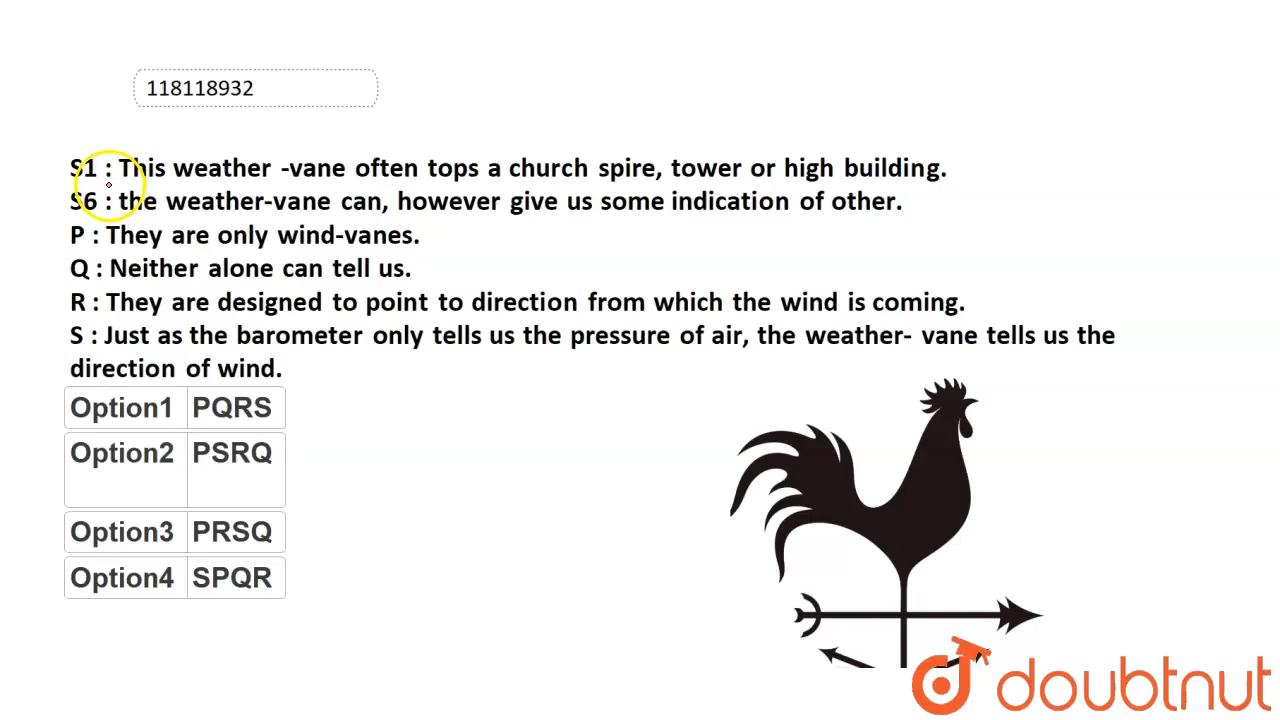 118118932
S1 : This weather -vane often tops a church spire, tower or high building.
S6 : the weather-vane can, however give us some indication of other.
P : They are only wind-vanes.
Q : Neither alone can tell us.
R : They are designed to point to direction from which the wind is coming.
S : Just as the barometer only tells us the pressure of air, the weather- vane tells us the
direction of wind.
Option1 PQRS
Option2 PSRQ
Option3 PRSQ
Option4 SPQR
doubtnut